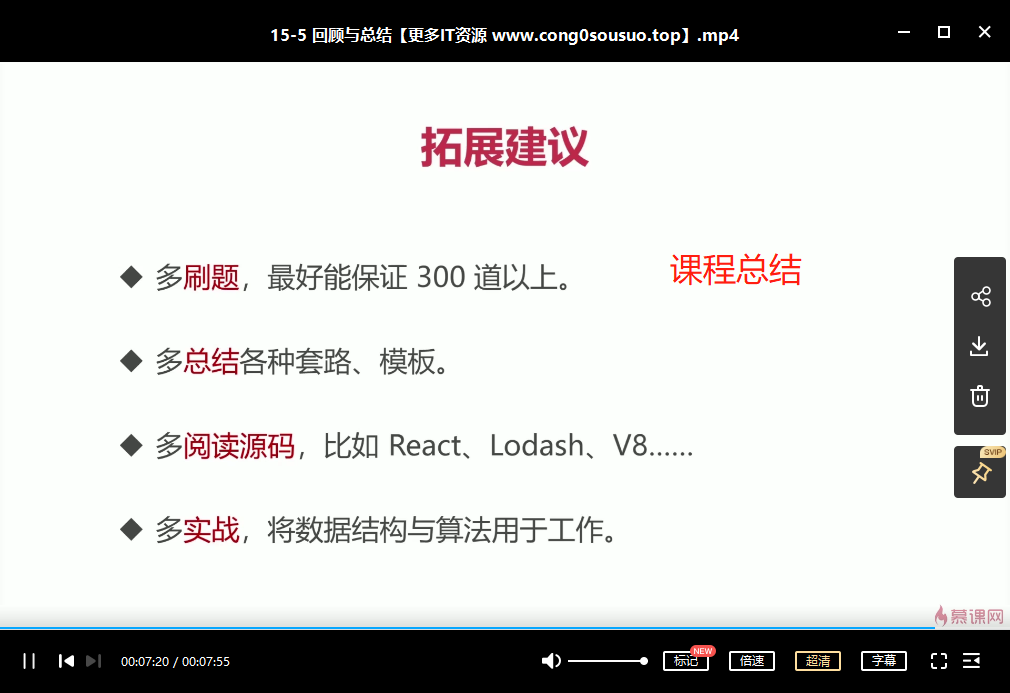 15-5 回顾与总结【更多IT资源 www.cong0sousuo.top】.mp4
拓展建议
◆ 多刷题，最好能保证 300 道以上。
课程总结
◆ 多总结各种套路、模板。
◆ 多阅读源码，比如 React、Lodash、V8……
SVIP
◆ 多实战，将数据结构与算法用于工作。
慕课网
00:07:20 / 00:07:55
标记
NEW
倍速
超清
字幕